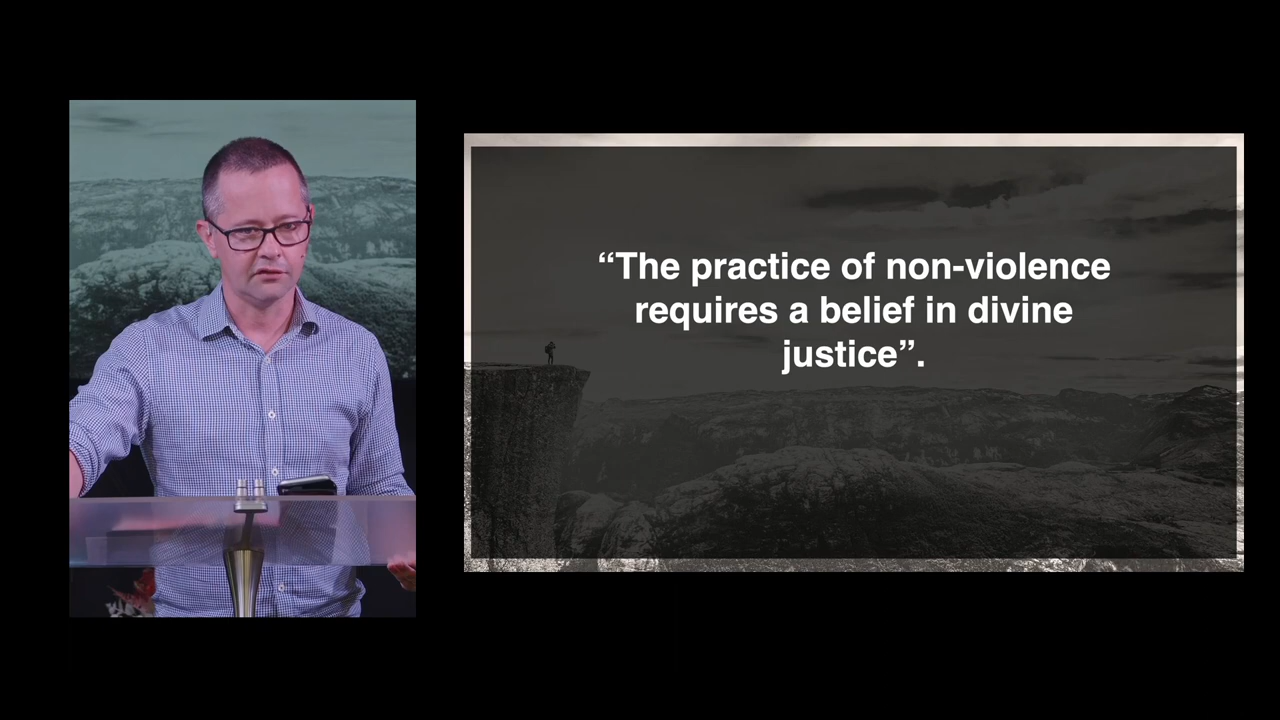 “The practice of non-violence
requires a belief in divine
justice”.